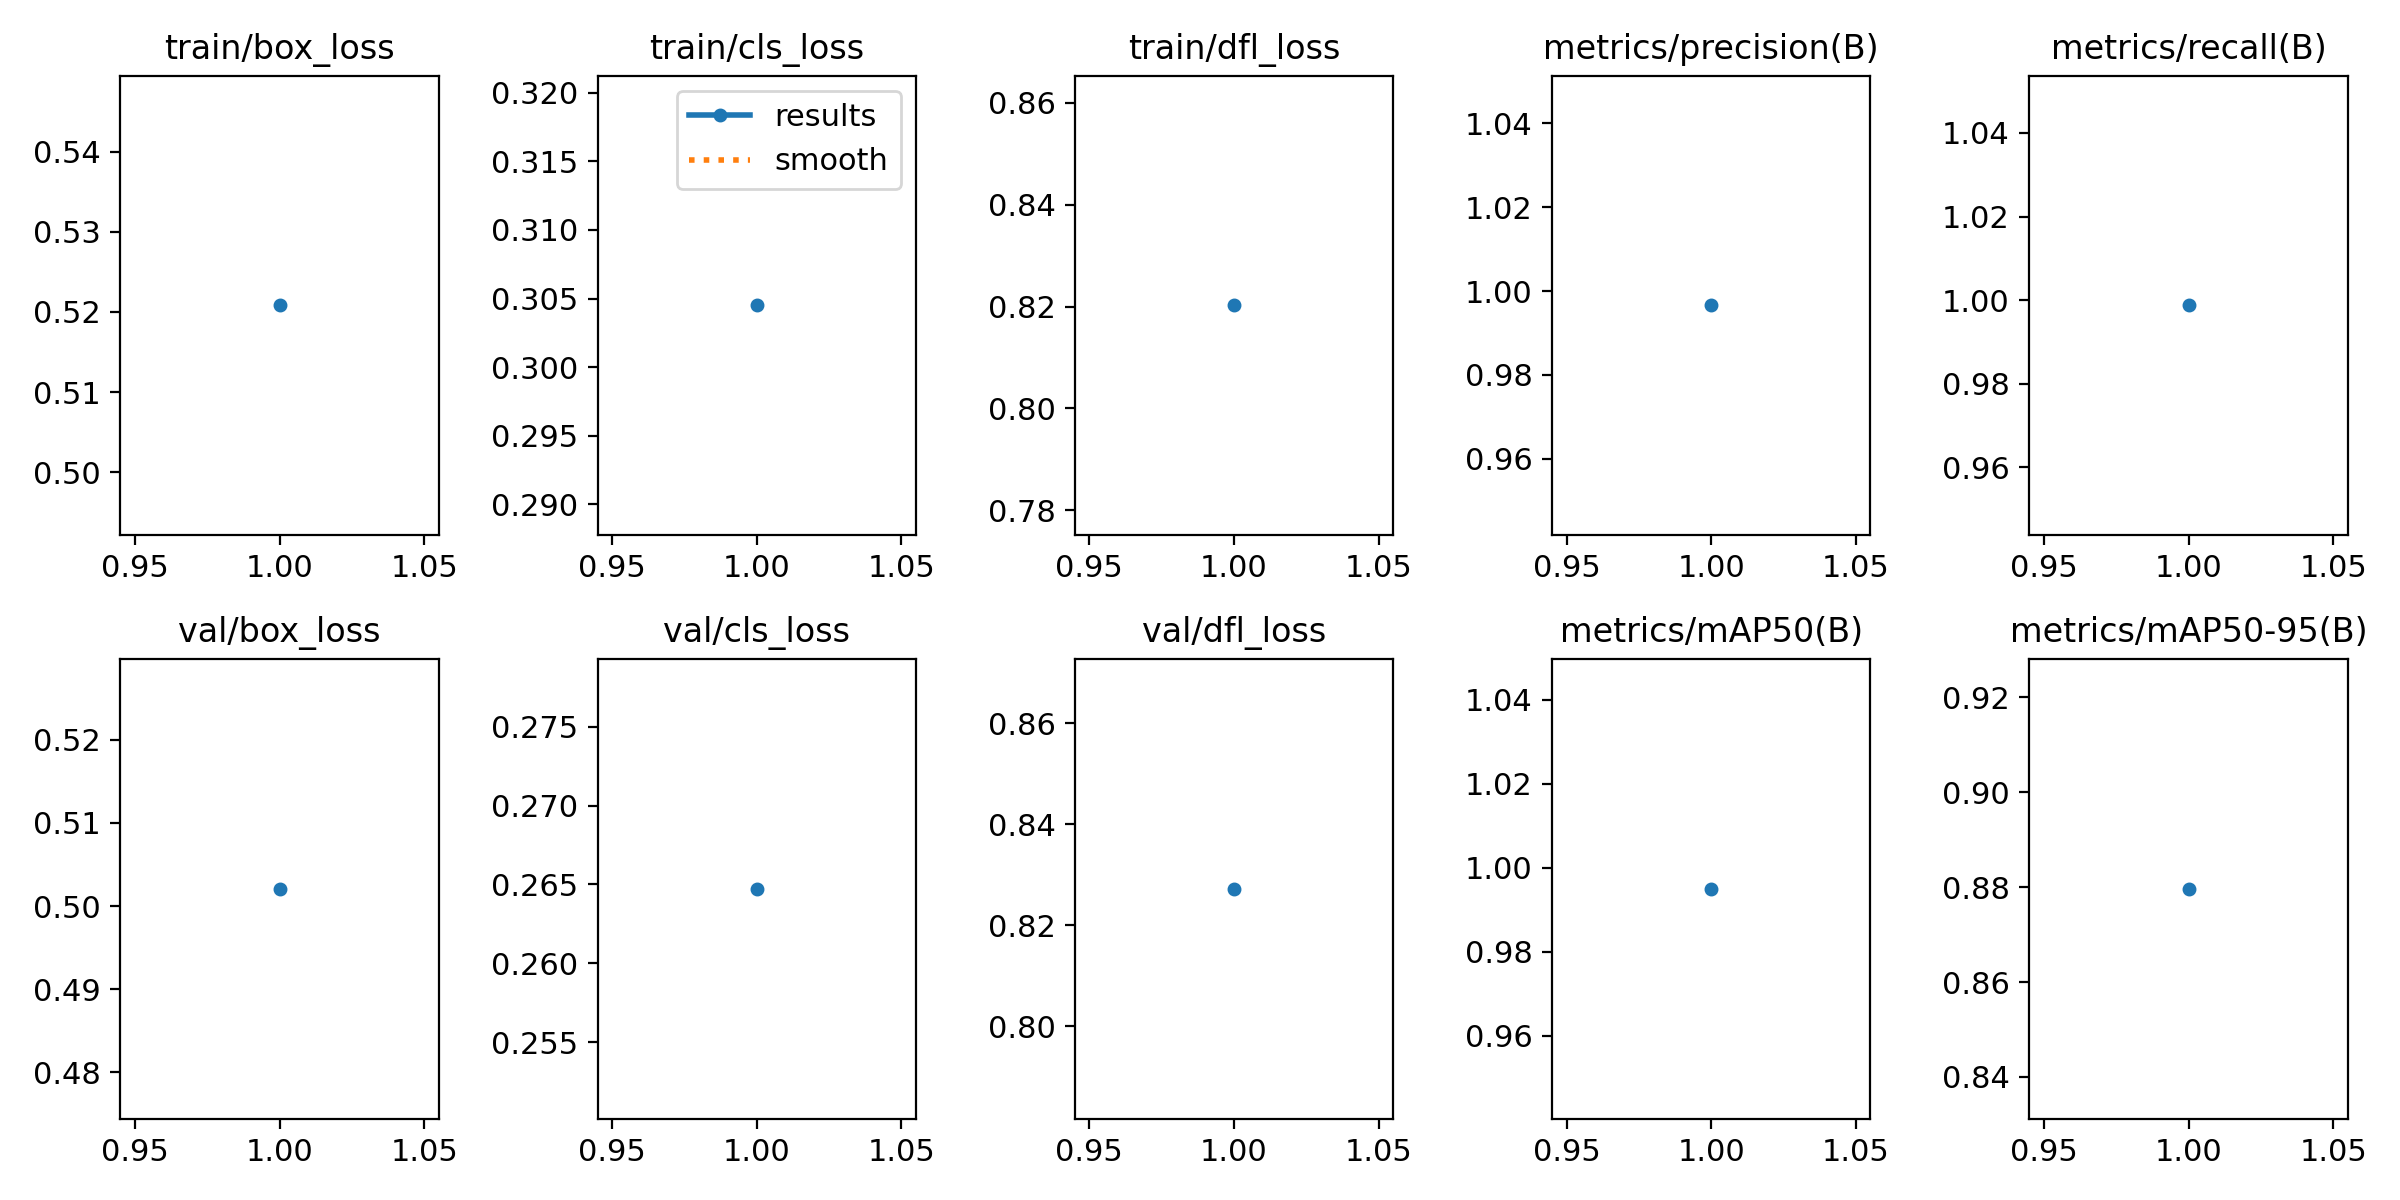 train/box_loss
train/cls_loss
train/dfl_loss
metrics/precision(B)
metrics/recall(B)
0.54
0.53
0.52
0.51
0.50
0.95 1.00 1.05
0.320
0.315
0.310
0.305
0.300
0.295
0.290
results
smooth
0.95 1.00 1.05
0.86
0.84
0.82
0.80
0.78
0.95 1.00 1.05
1.04
1.02
1.00
0.98
0.96
0.95 1.00 1.05
1.04
1.02
1.00
0.98
0.96
0.95 1.00 1.05
val/box_loss
val/cls_loss
val/dfl_loss
metrics/mAP50(B)
metrics/mAP50-95(B)
0.52
0.51
0.50
0.49
0.48
0.95 1.00 1.05
0.275
0.270
0.265
0.260
0.255
0.95 1.00 1.05
0.86
0.84
0.82
0.80
0.95 1.00 1.05
1.04
1.02
1.00
0.98
0.96
0.95 1.00 1.05
0.92
0.90
0.88
0.86
0.84
0.95 1.00 1.05